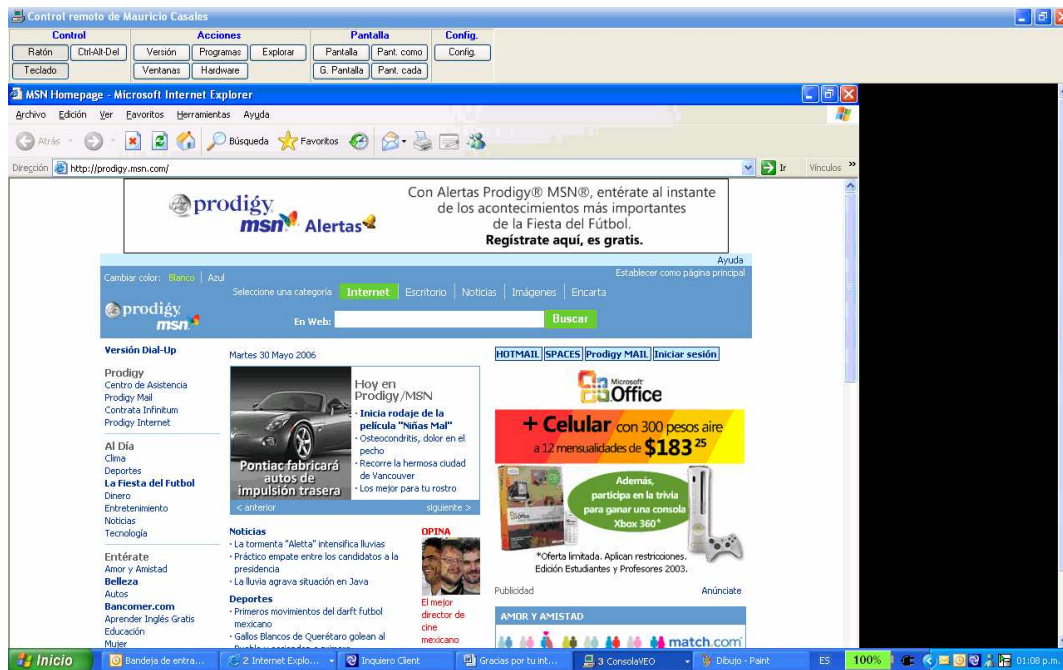 Control remoto de Mauricio Casales
Control
Acciones
Pantalla
Config.
Ratón
Ctrl-Alt-Del
Versión
Programas
Explorar
Pantalla
Pant. como
Config.
Teclado
Ventanas
Hardware
G. Pantalla
Pant. cada
MSN Homepage - Microsoft Internet Explorer
Archivo Edición Ver Favoritos Herramientas Ayuda
Atrás
Búsqueda
Favoritos
Dirección
http://prodigy.msn.com/
Ir
Vínculos
prodigy
msn Alertas
Con Alertas Prodigy® MSN®, entérate al instante
de los acontecimientos más importantes
de la Fiesta del Fútbol.
Regístrate aquí, es gratis.
Ayuda
Cambiar color: Blanco | Azul
Establecer como página principal
Seleccione una categoría Internet | Escritorio | Noticias | Imágenes | Encarta
prodigy
msn
En Web:
Buscar
Versión Dial-Up
Prodigy
Centro de Asistencia
Prodigy Mail
Contrata Infinitum
Prodigy Internet
Al Día
Clima
Deportes
La Fiesta del Futbol
Dinero
Entretenimiento
Noticias
Tecnología
Entérate
Amor y Amistad
Belleza
Autos
Bancomer.com
Aprender Inglés Gratis
Educación
Mujer
Martes 30 Mayo 2006
Pontiac fabricará
autos de
impulsión trasera
< anterior
siguiente >
Hoy en
Prodigy/MSN
· Inicia rodaje de la
película "Niñas Mal"
· Osteocondritis, dolor en el
pecho
· Recorre la hermosa ciudad
de Vancouver
· Los mejor para tu rostro
Noticias
· La tormenta "Aletta" intensifica lluvias
· Práctico empate entre los candidatos a la
presidencia
· La lluvia agrava situación en Java
Deportes
· Primeros movimientos del darft futbol
mexicano
· Gallos Blancos de Querétaro golean al
OPINA
El mejor
director de
cine
mexicano
HOTMAIL SPACES Prodigy MAIL Iniciar sesión
Microsoft
Office
+ Celular con 300 pesos aire
a 12 mensualidades de $183 25
Además,
participa en la trivia
para ganar una consola
Xbox 360*
Office
*Oferta limitada. Aplican restricciones.
Edición Estudiantes y Profesores 2003.
Publicidad
Anúnciate
AMOR Y AMISTAD
match.com
Inicio
Bandeja de entra...
2 Internet Explo...
Inquiero Client
Gracias por tu int...
3 ConsolaVEO
Dibujo - Paint
ES
100%
01:08 p.m.